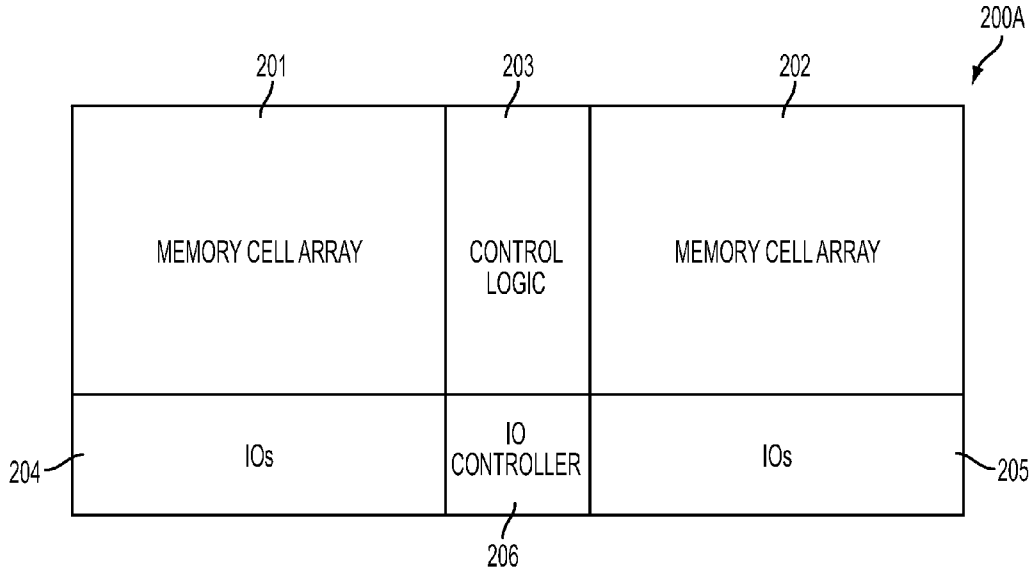 200A
201
203
202
MEMORY CELL ARRAY
CONTROL
LOGIC
MEMORY CELL ARRAY
204
IOs
IO
CONTROLLER
IOs
205
206